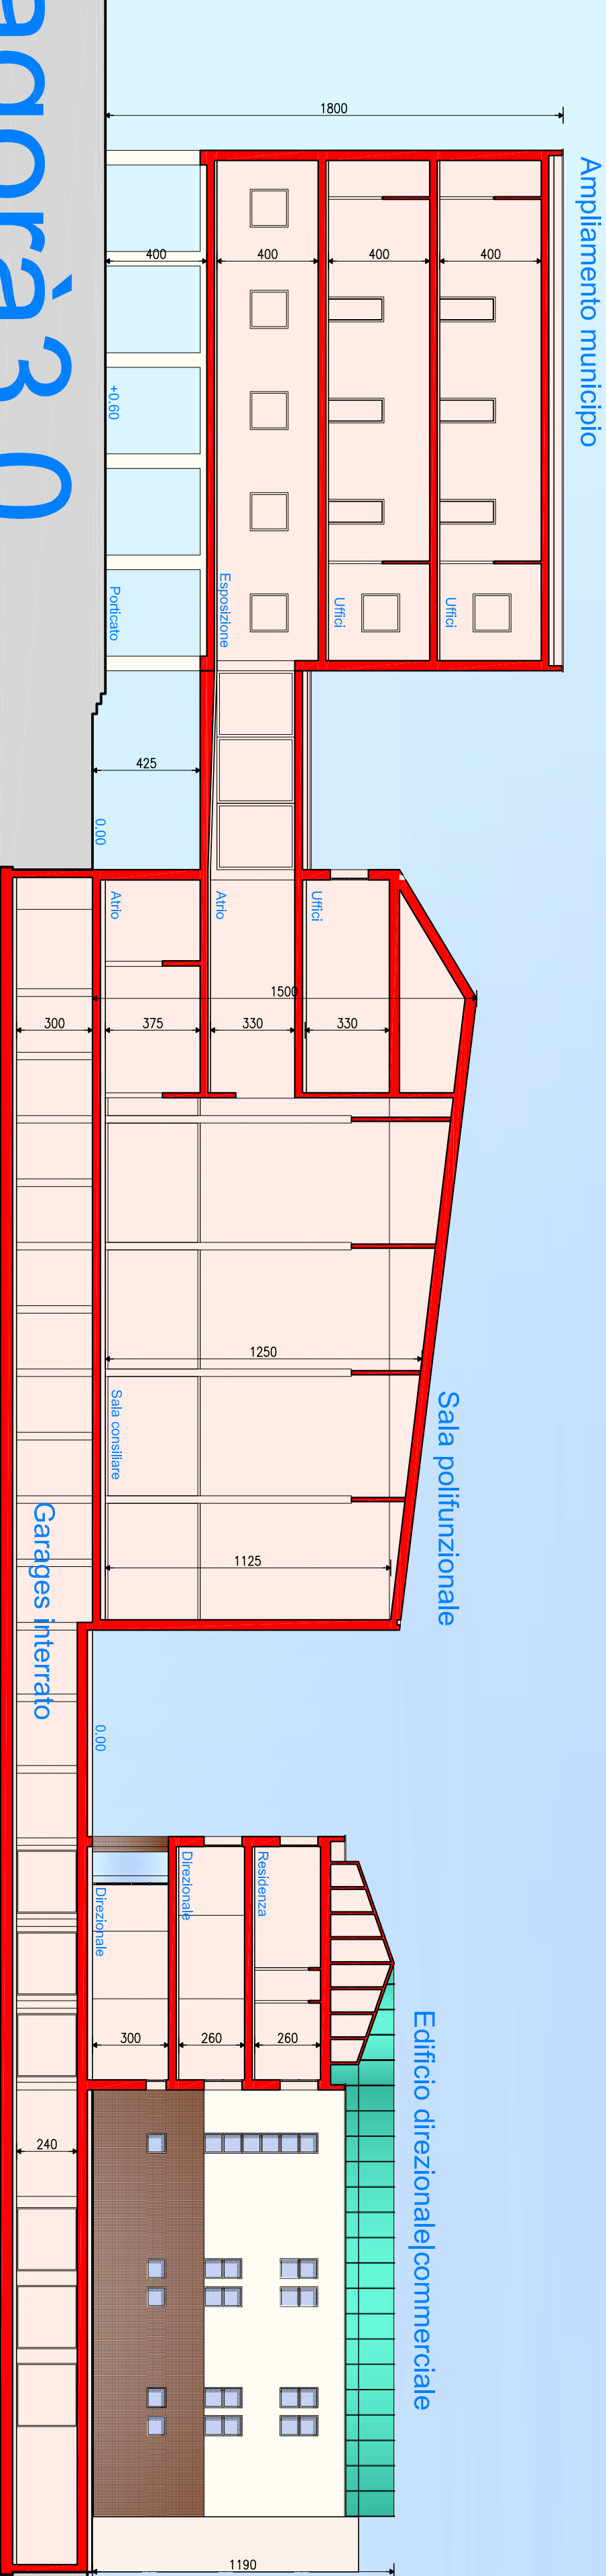 Ampliamento municipio
1800
400
400
400
400
Uffici
Uffici
Esposizione
+0,60
Porticato
425
0,00
Sala polifunzionale
1500
Uffici
Atrio
Atrio
330
330
375
300
1250
Sala consiliare
1125
Garages interrato
0,00
Edificio direzionale|commerciale
Residenza
Direzionale
Direzionale
260
260
300
240
1190
agorà3.0